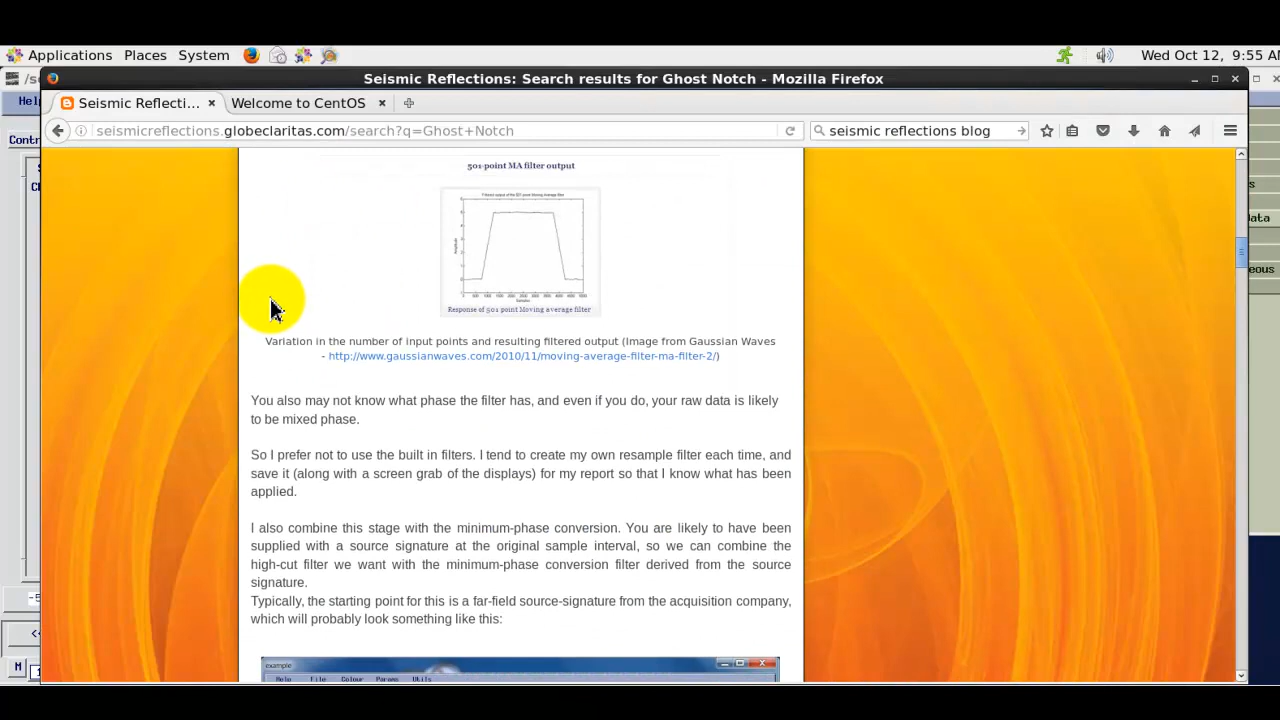 Applications Places System
Wed Oct 12, 9:55 AM
Seismic Reflections: Search results for Ghost Notch - Mozilla Firefox
Help
Seismic Reflecti... × Welcome to CentOS ×
seismicreflections.globeclaritas.com/search?q=Ghost+Notch
seismic reflections blog
501-point MA filter output
Response of 501 point Moving average filter
Variation in the number of input points and resulting filtered output (Image from Gaussian Waves
- http://www.gaussianwaves.com/2010/11/moving-average-filter-ma-filter-2/)
You also may not know what phase the filter has, and even if you do, your raw data is likely
to be mixed phase.
So I prefer not to use the built in filters. I tend to create my own resample filter each time, and
save it (along with a screen grab of the displays) for my report so that I know what has been
applied.
I also combine this stage with the minimum-phase conversion. You are likely to have been
supplied with a source signature at the original sample interval, so we can combine the
high-cut filter we want with the minimum-phase conversion filter derived from the source
signature.
Typically, the starting point for this is a far-field source-signature from the acquisition company,
which will probably look something like this:
example
Help File Colour Params Utils